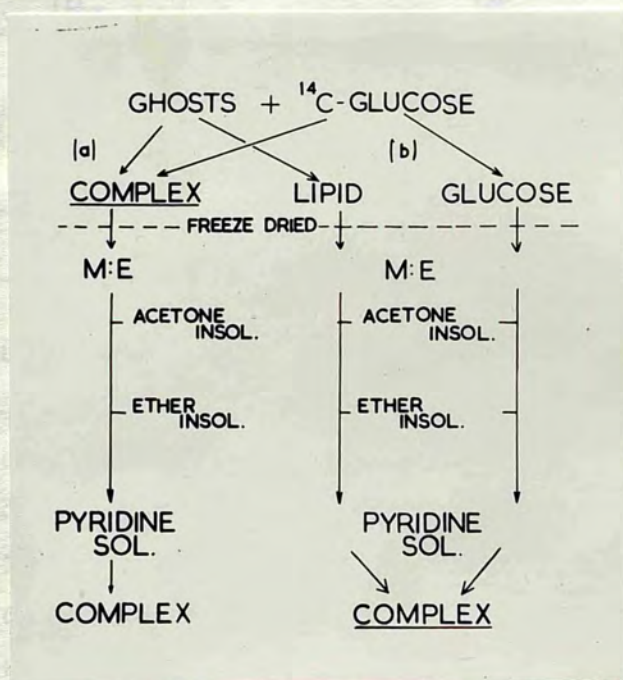 GHOSTS + ¹⁴C-GLUCOSE
(a) (b)
COMPLEX LIPID GLUCOSE
FREEZE DRIED
M:E M:E
ACETONE INSOL. ACETONE INSOL.
ETHER INSOL. ETHER INSOL.
PYRIDINE SOL. PYRIDINE SOL.
COMPLEX COMPLEX